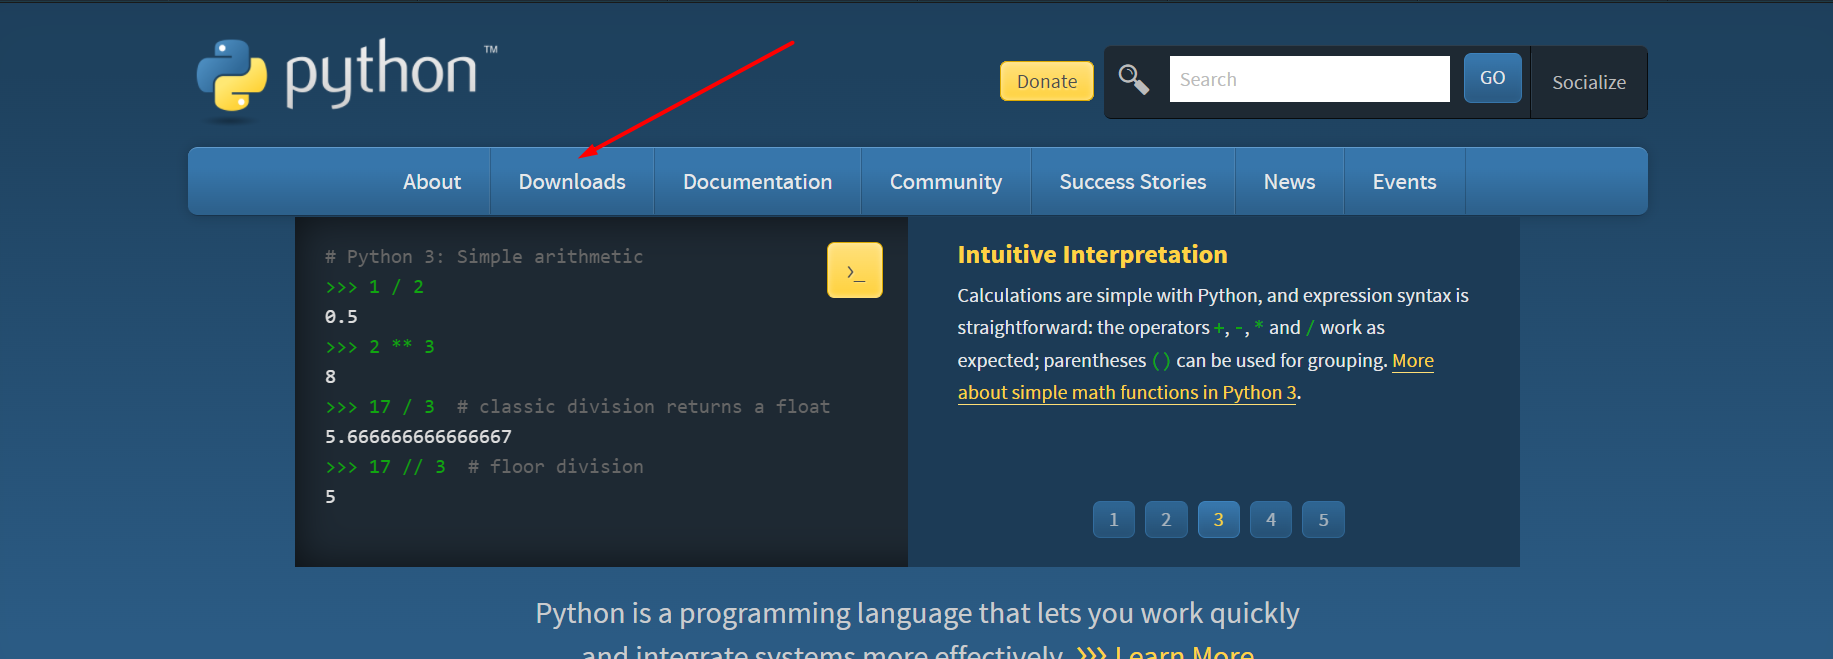 python™
Donate
Search
GO
Socialize
About
Downloads
Documentation
Community
Success Stories
News
Events
# Python 3: Simple arithmetic
>>> 1 / 2
0.5
>>> 2 ** 3
8
>>> 17 / 3  # classic division returns a float
5.666666666666667
>>> 17 // 3  # floor division
5
>_
Intuitive Interpretation
Calculations are simple with Python, and expression syntax is
straightforward: the operators +, -, * and / work as
expected; parentheses () can be used for grouping. More
about simple math functions in Python 3.
1
2
3
4
5
Python is a programming language that lets you work quickly
and integrate systems more effectively. >>> Learn More